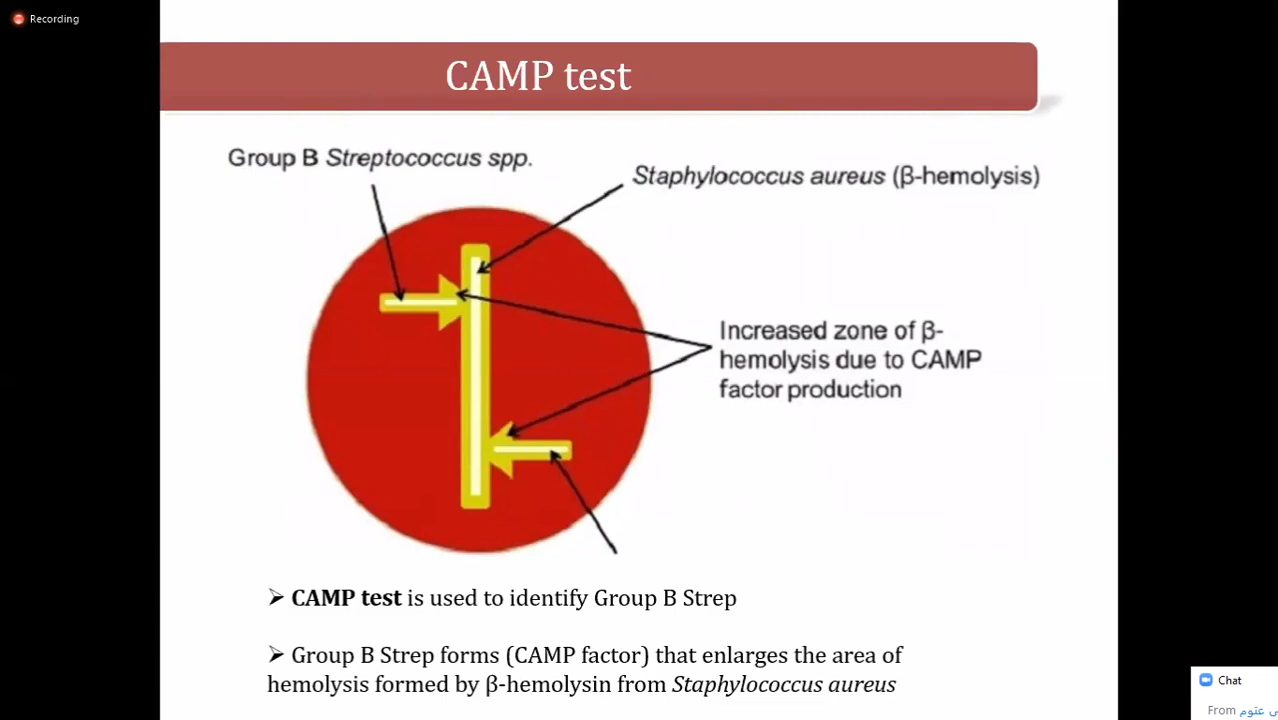 Recording
CAMP test
Group B Streptococcus spp.
Staphylococcus aureus (β-hemolysis)
Increased zone of β-
hemolysis due to CAMP
factor production
➢ CAMP test is used to identify Group B Strep
➢ Group B Strep forms (CAMP factor) that enlarges the area of
hemolysis formed by β-hemolysin from Staphylococcus aureus
Chat
From عتوم